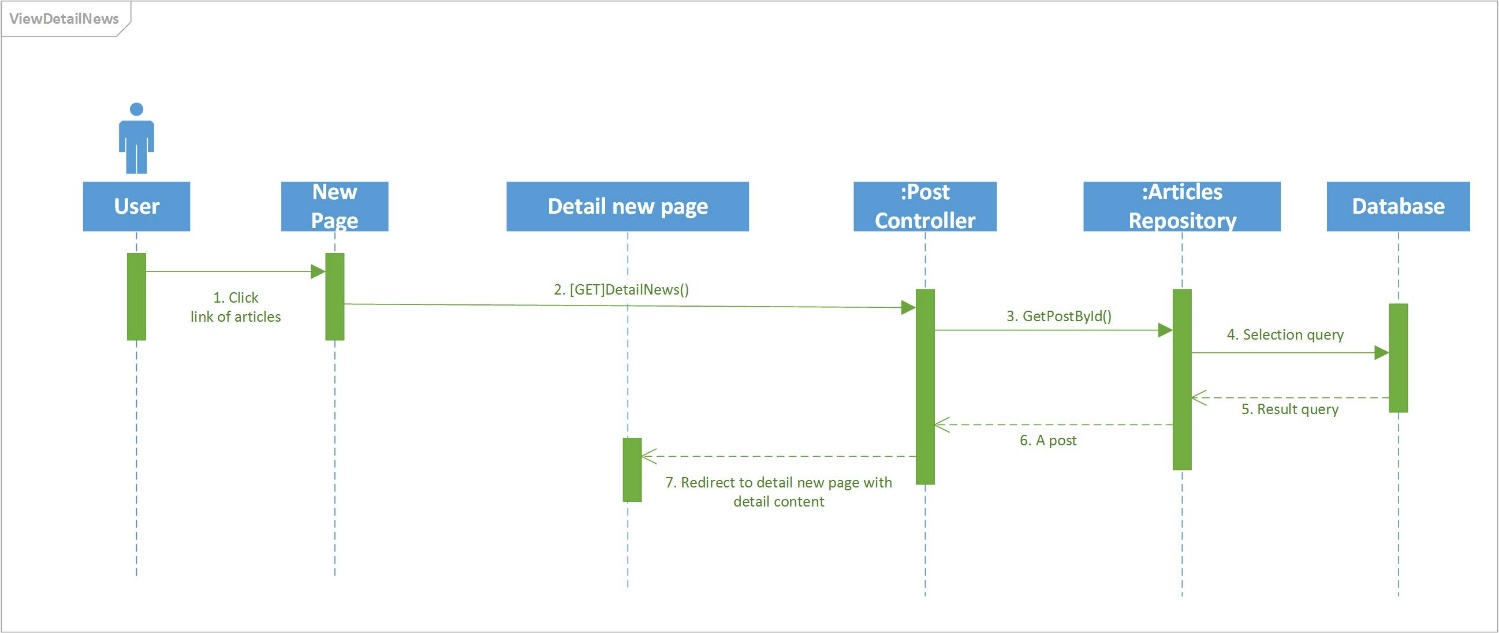 ViewDetailNews
User
New
Page
Detail new page
:Post
Controller
:Articles
Repository
Database
1. Click
link of articles
2. [GET]DetailNews()
3. GetPostById()
4. Selection query
5. Result query
6. A post
7. Redirect to detail new page with
detail content